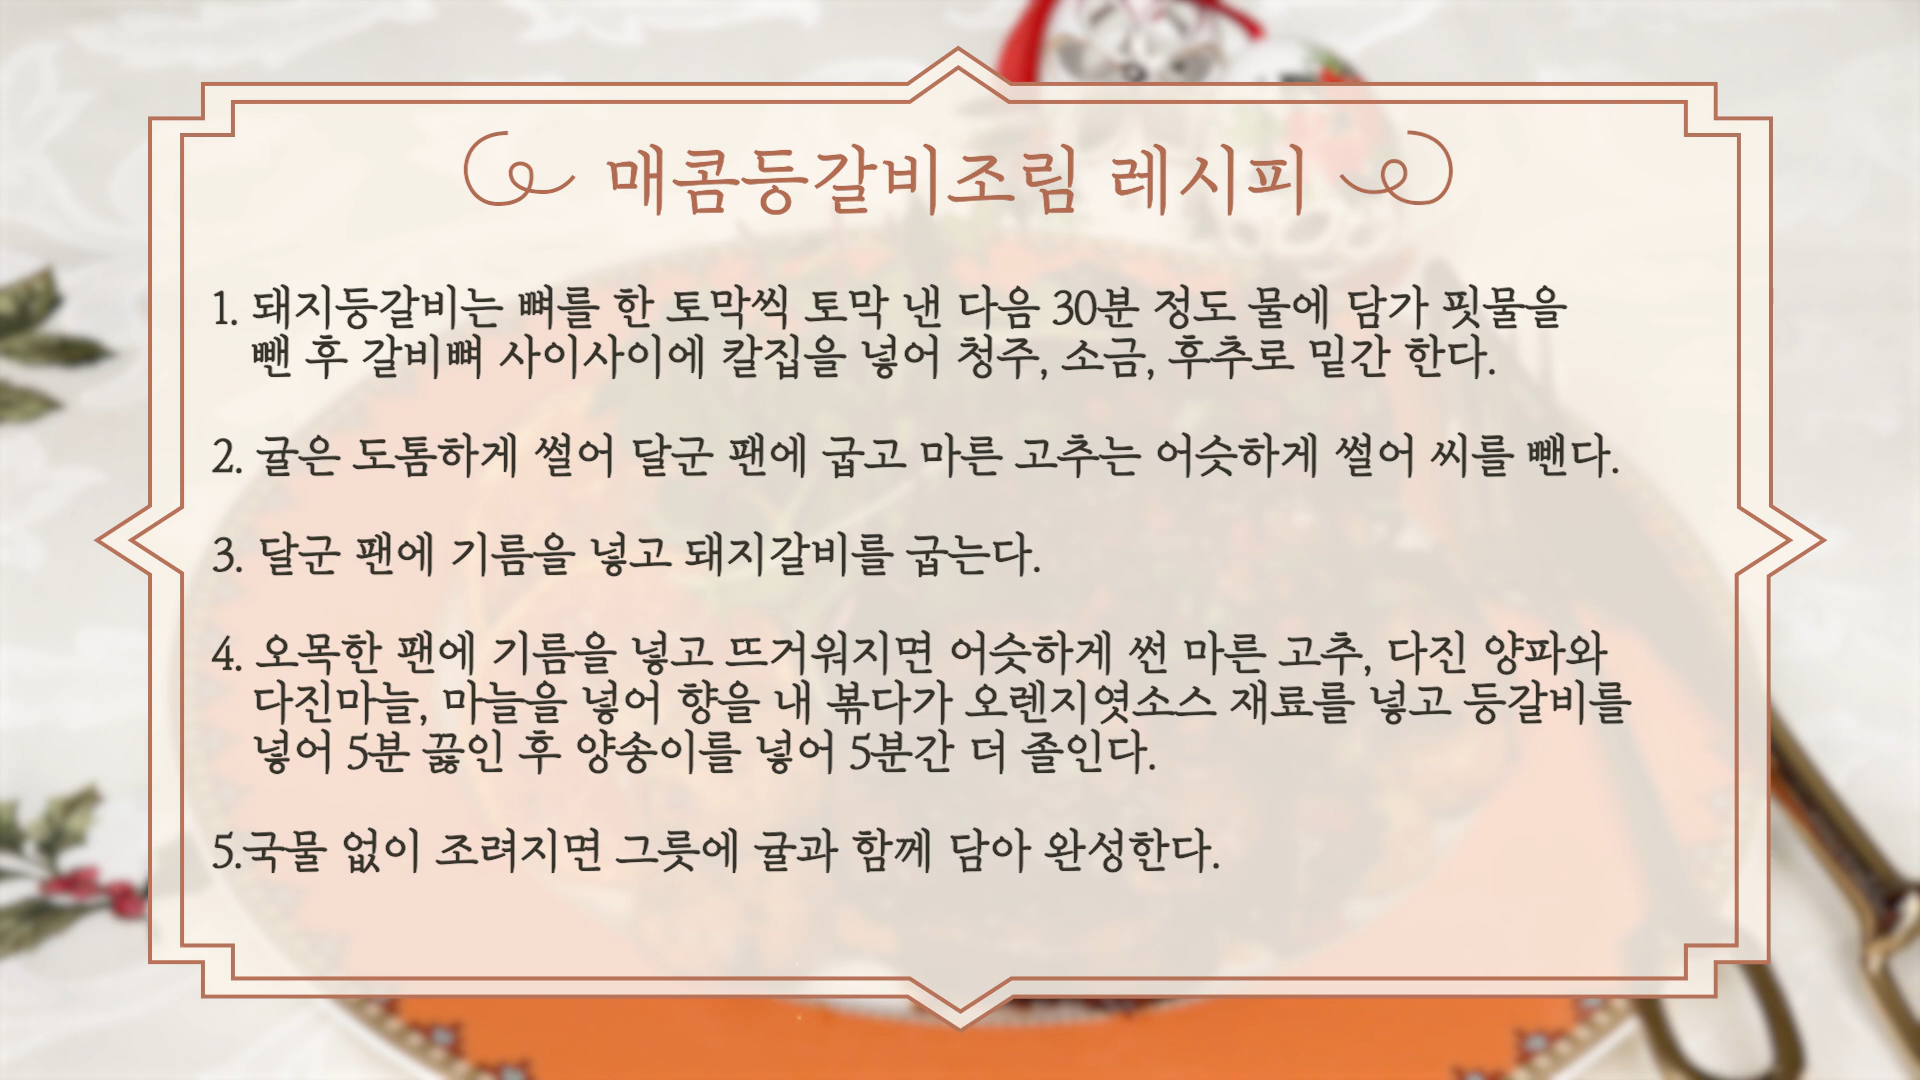 매콤등갈비조림 레시피
1. 돼지등갈비는 뼈를 한 토막씩 토막 낸 다음 30분 정도 물에 담가 핏물을
뺀 후 갈비뼈 사이사이에 칼집을 넣어 청주, 소금, 후추로 밑간 한다.
2. 귤은 도톰하게 썰어 달군 팬에 굽고 마른 고추는 어슷하게 썰어 씨를 뺀다.
3. 달군 팬에 기름을 넣고 돼지갈비를 굽는다.
4. 오목한 팬에 기름을 넣고 뜨거워지면 어슷하게 썬 마른 고추, 다진 양파와
다진마늘, 마늘을 넣어 향을 내 볶다가 오렌지엿소스 재료를 넣고 등갈비를
넣어 5분 끓인 후 양송이를 넣어 5분간 더 졸인다.
5.국물 없이 조려지면 그릇에 귤과 함께 담아 완성한다.